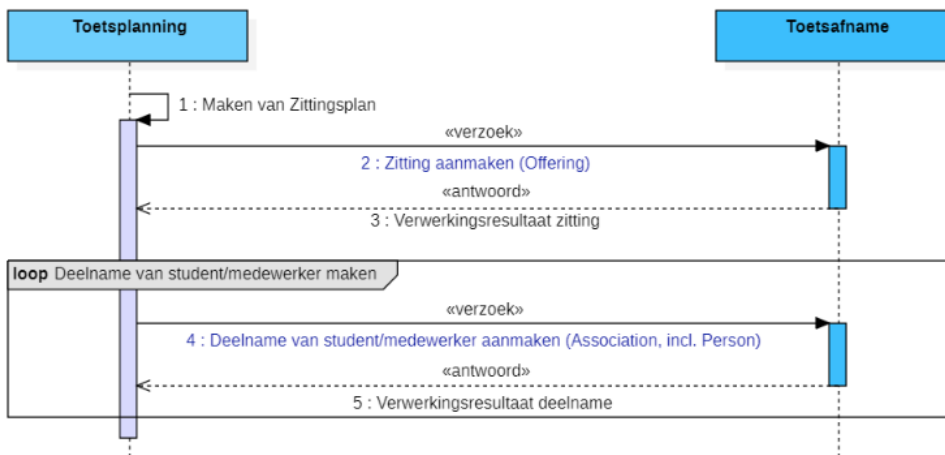 Toetsplanning
Toetsafname
1 : Maken van Zittingsplan
«verzoek»
2 : Zitting aanmaken (Offering)
«antwoord»
3 : Verwerkingsresultaat zitting
loop Deelname van student/medewerker maken
«verzoek»
4 : Deelname van student/medewerker aanmaken (Association, incl. Person)
«antwoord»
5 : Verwerkingsresultaat deelname